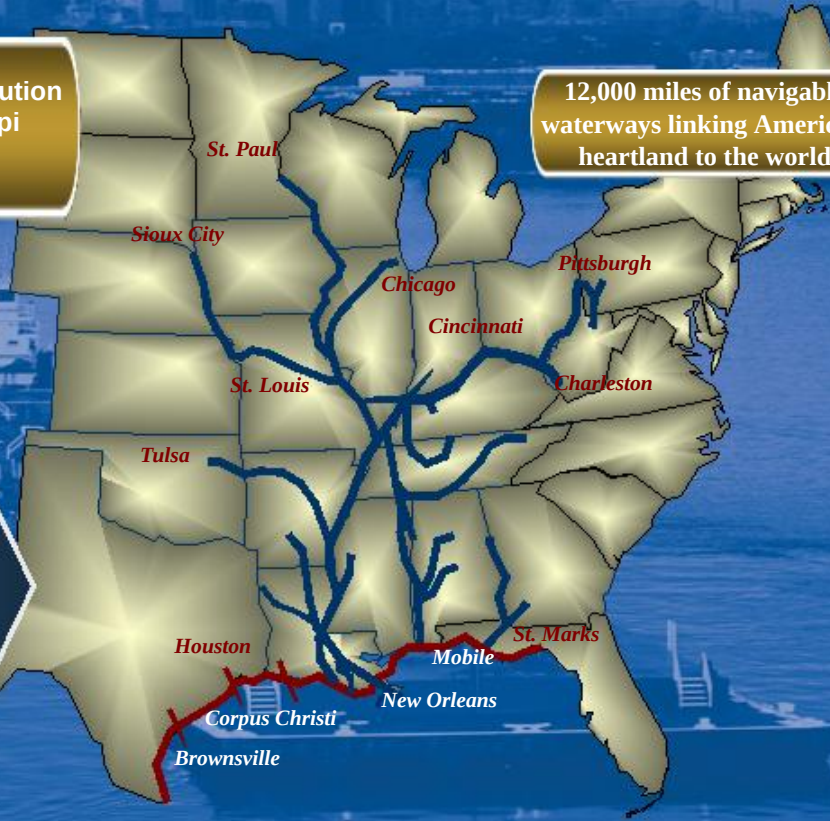 ution
pi
12,000 miles of navigabl
waterways linking Americ
heartland to the world
St. Paul
Sioux City
Pittsburgh
Chicago
Cincinnati
St. Louis
Charleston
Tulsa
Houston
St. Marks
Mobile
New Orleans
Corpus Christi
Brownsville